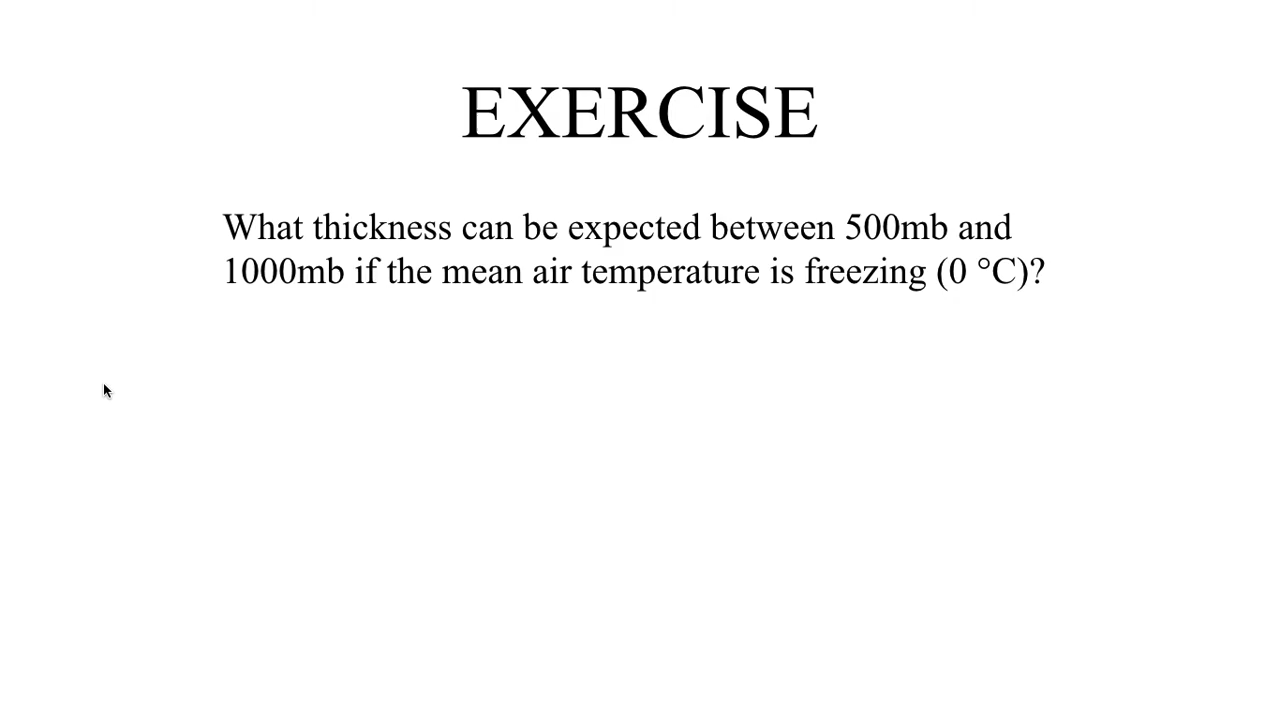 EXERCISE
What thickness can be expected between 500mb and
1000mb if the mean air temperature is freezing (0 °C)?